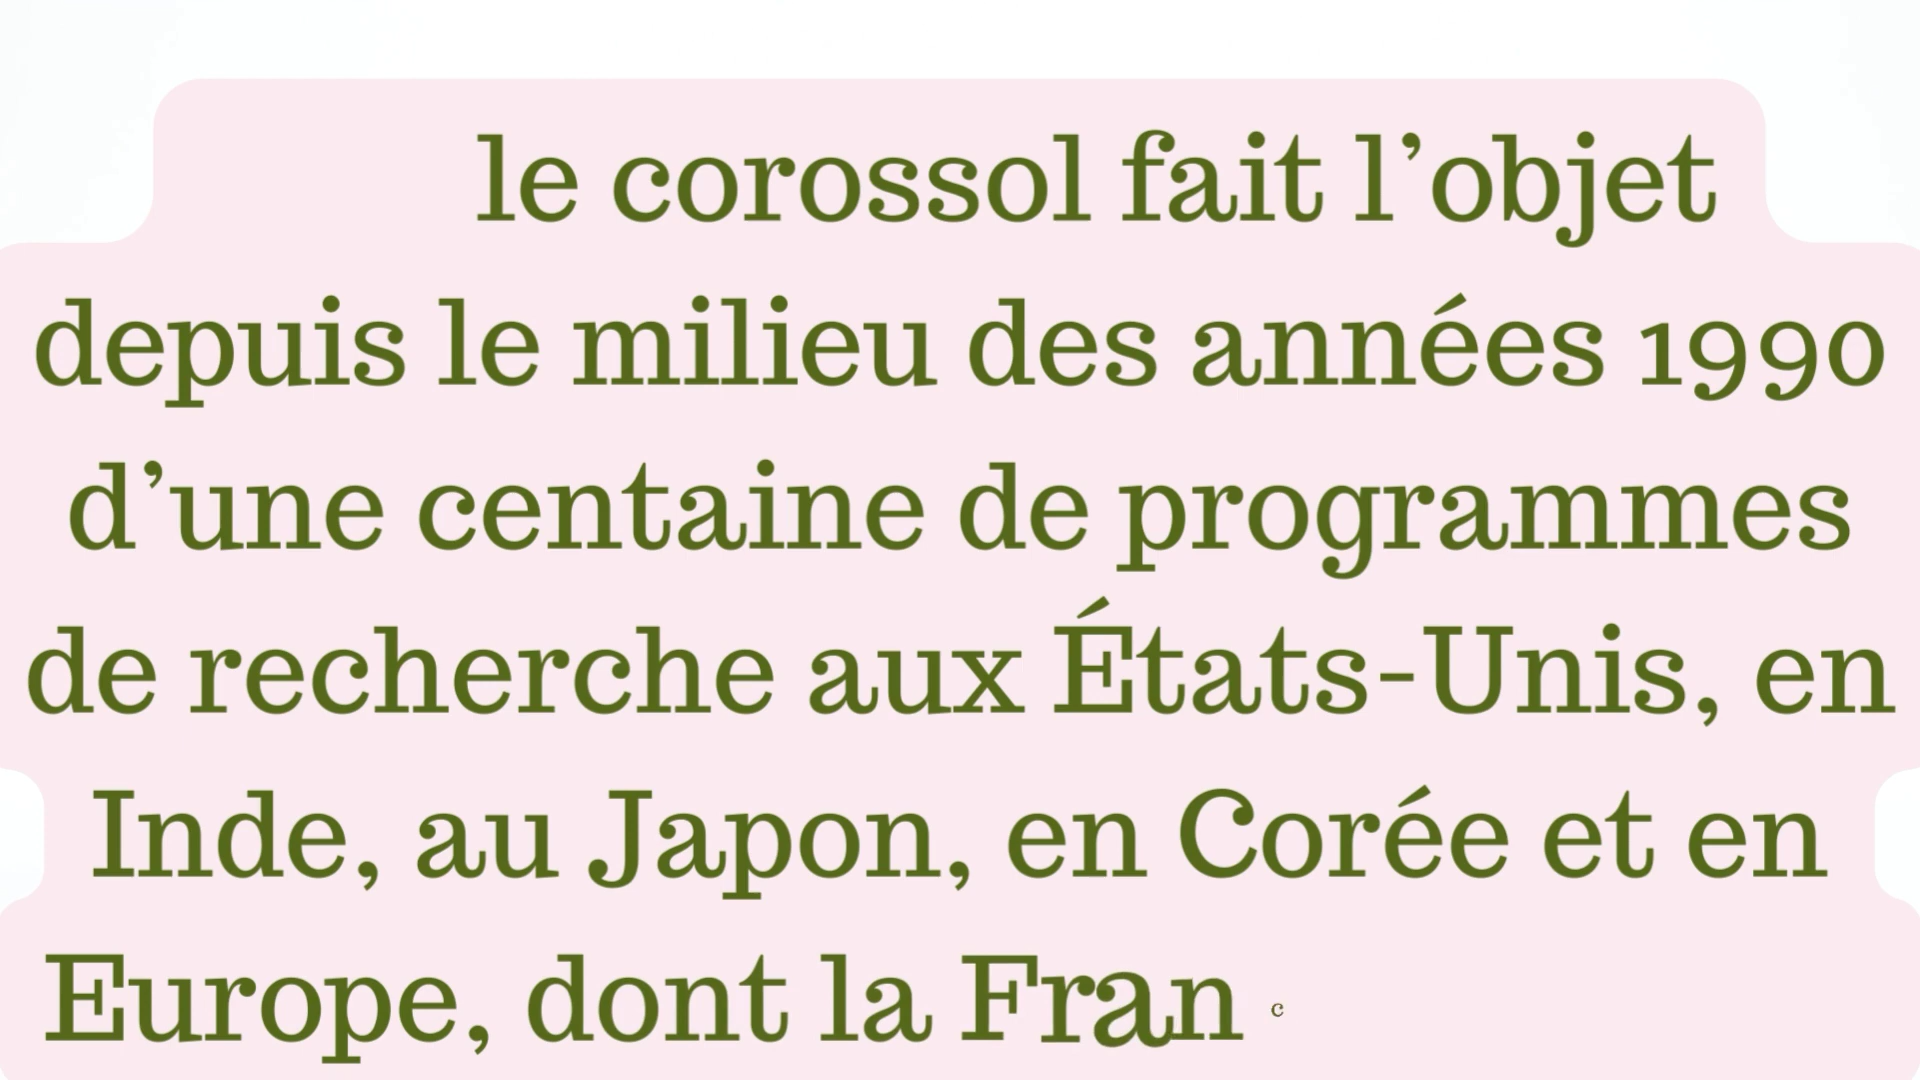 le corossol fait l’objet
depuis le milieu des années 1990
d’une centaine de programmes
de recherche aux États-Unis, en
Inde, au Japon, en Corée et en
Europe, dont la Franc